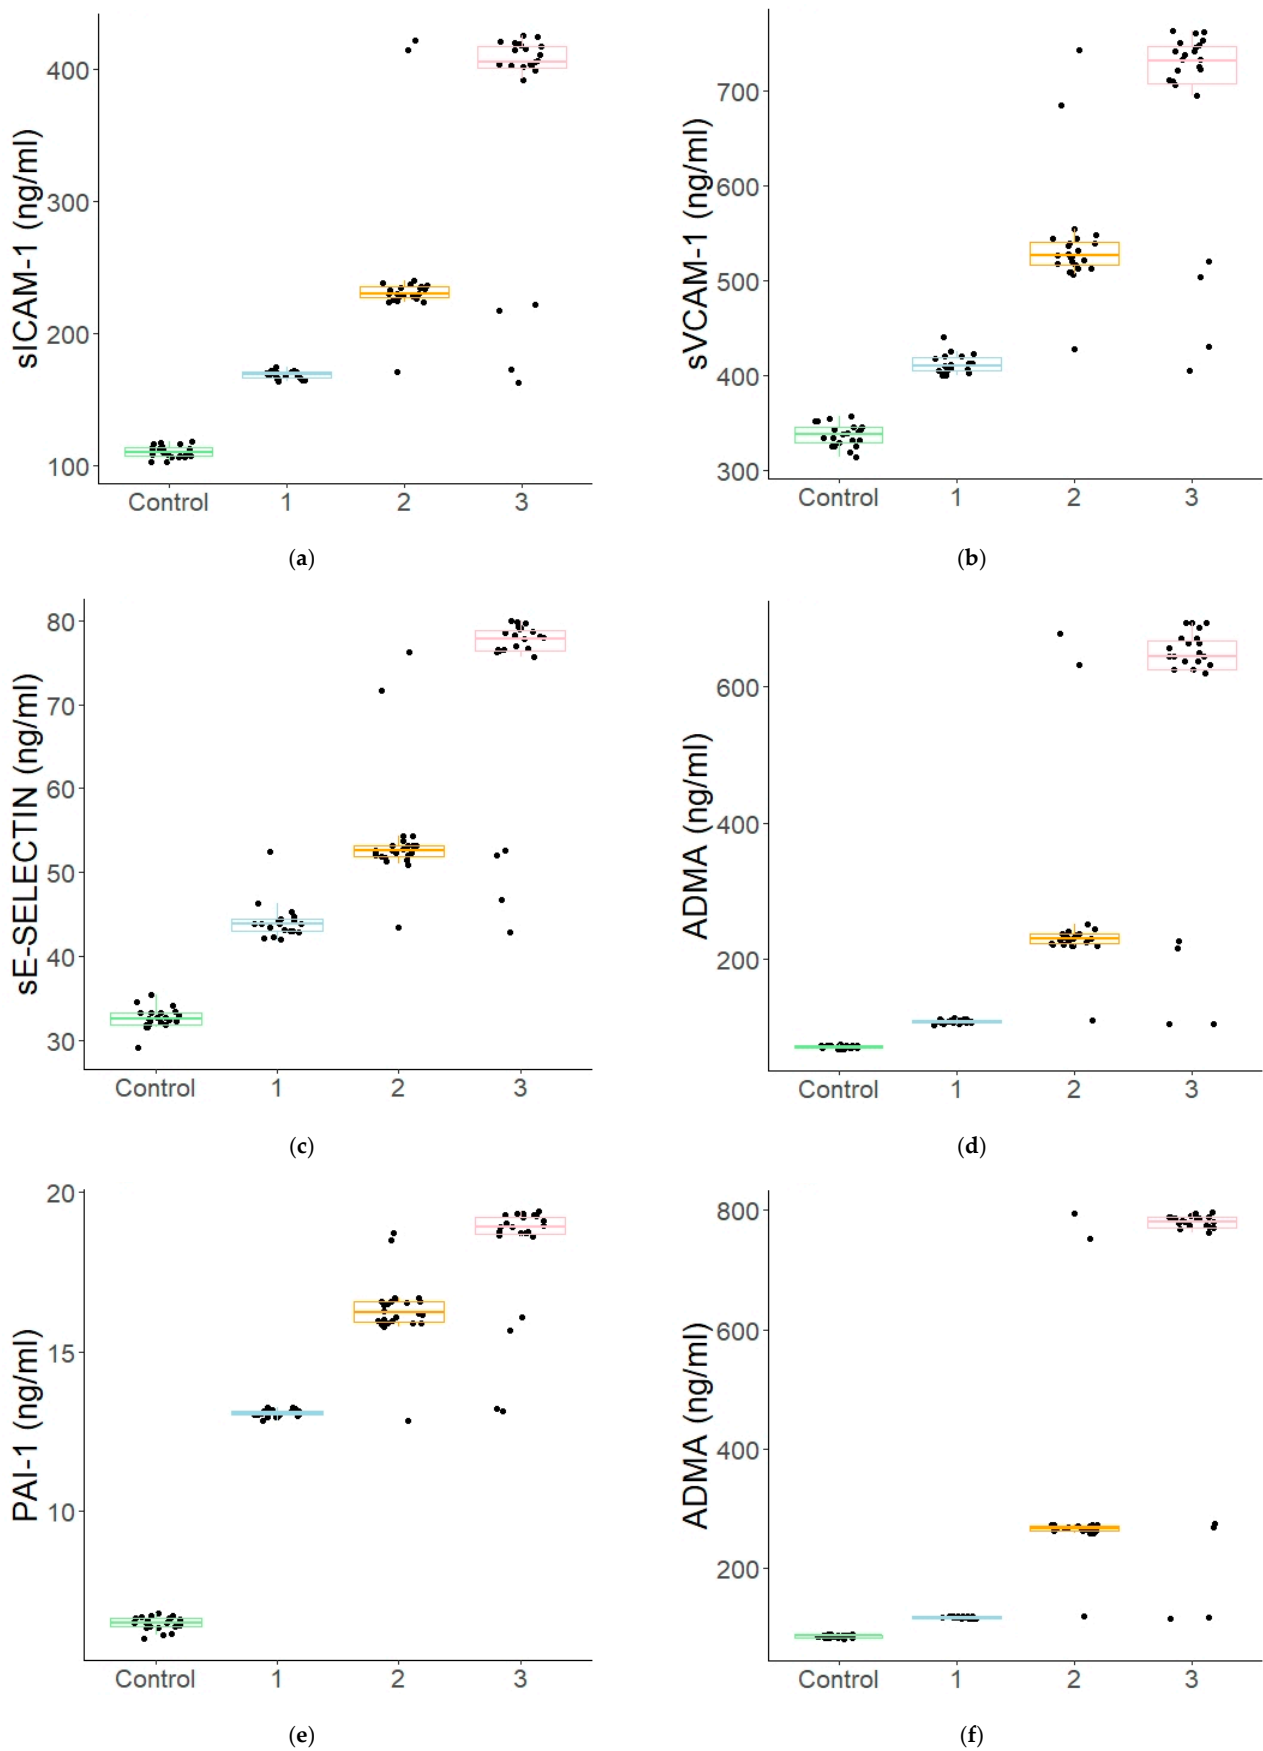 sICAM-1 (ng/ml)
400
300
200
100
Control 1 2 3
(a)
sVCAM-1 (ng/ml)
700
600
500
400
300
Control 1 2 3
(b)
sE-SELECTIN (ng/ml)
80
70
60
50
40
30
Control 1 2 3
(c)
ADMA (ng/ml)
600
400
200
Control 1 2 3
(d)
PAI-1 (ng/ml)
20
15
10
Control 1 2 3
(e)
ADMA (ng/ml)
800
600
400
200
Control 1 2 3
(f)